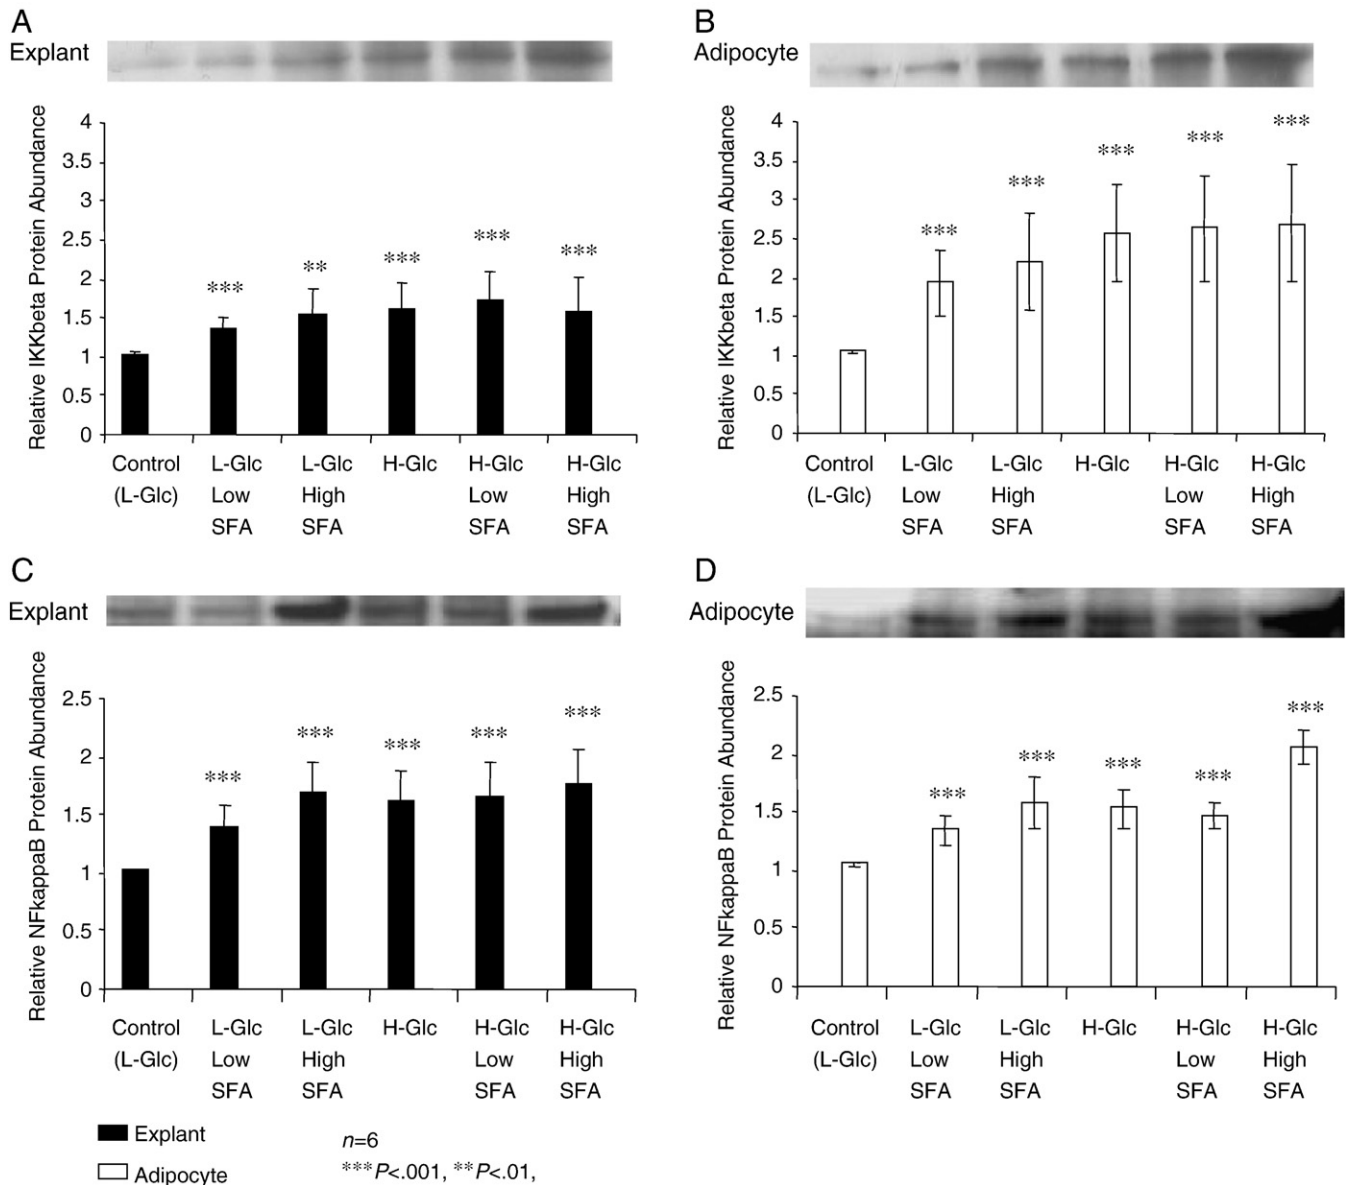 A
Explant
Relative IKKbeta Protein Abundance
4
3.5
3
2.5
2
1.5
1
0.5
0
***
**
***
***
***
Control L-Glc L-Glc H-Glc H-Glc H-Glc
(L-Glc) Low High Low High
SFA SFA SFA SFA
B
Adipocyte
Relative IKKbeta Protein Abundance
4
3.5
3
2.5
2
1.5
1
0.5
0
***
***
***
***
***
Control L-Glc L-Glc H-Glc H-Glc H-Glc
(L-Glc) Low High Low High
SFA SFA SFA SFA
C
Explant
Relative NFkappaB Protein Abundance
2.5
2
1.5
1
0.5
0
***
***
***
***
***
Control L-Glc L-Glc H-Glc H-Glc H-Glc
(L-Glc) Low High Low High
SFA SFA SFA SFA
D
Adipocyte
Relative NFkappaB Protein Abundance
2.5
2
1.5
1
0.5
0
***
***
***
***
***
Control L-Glc L-Glc H-Glc H-Glc H-Glc
(L-Glc) Low High Low High
SFA SFA SFA SFA
Explant
Adipocyte
n=6
***P<.001, **P<.01,